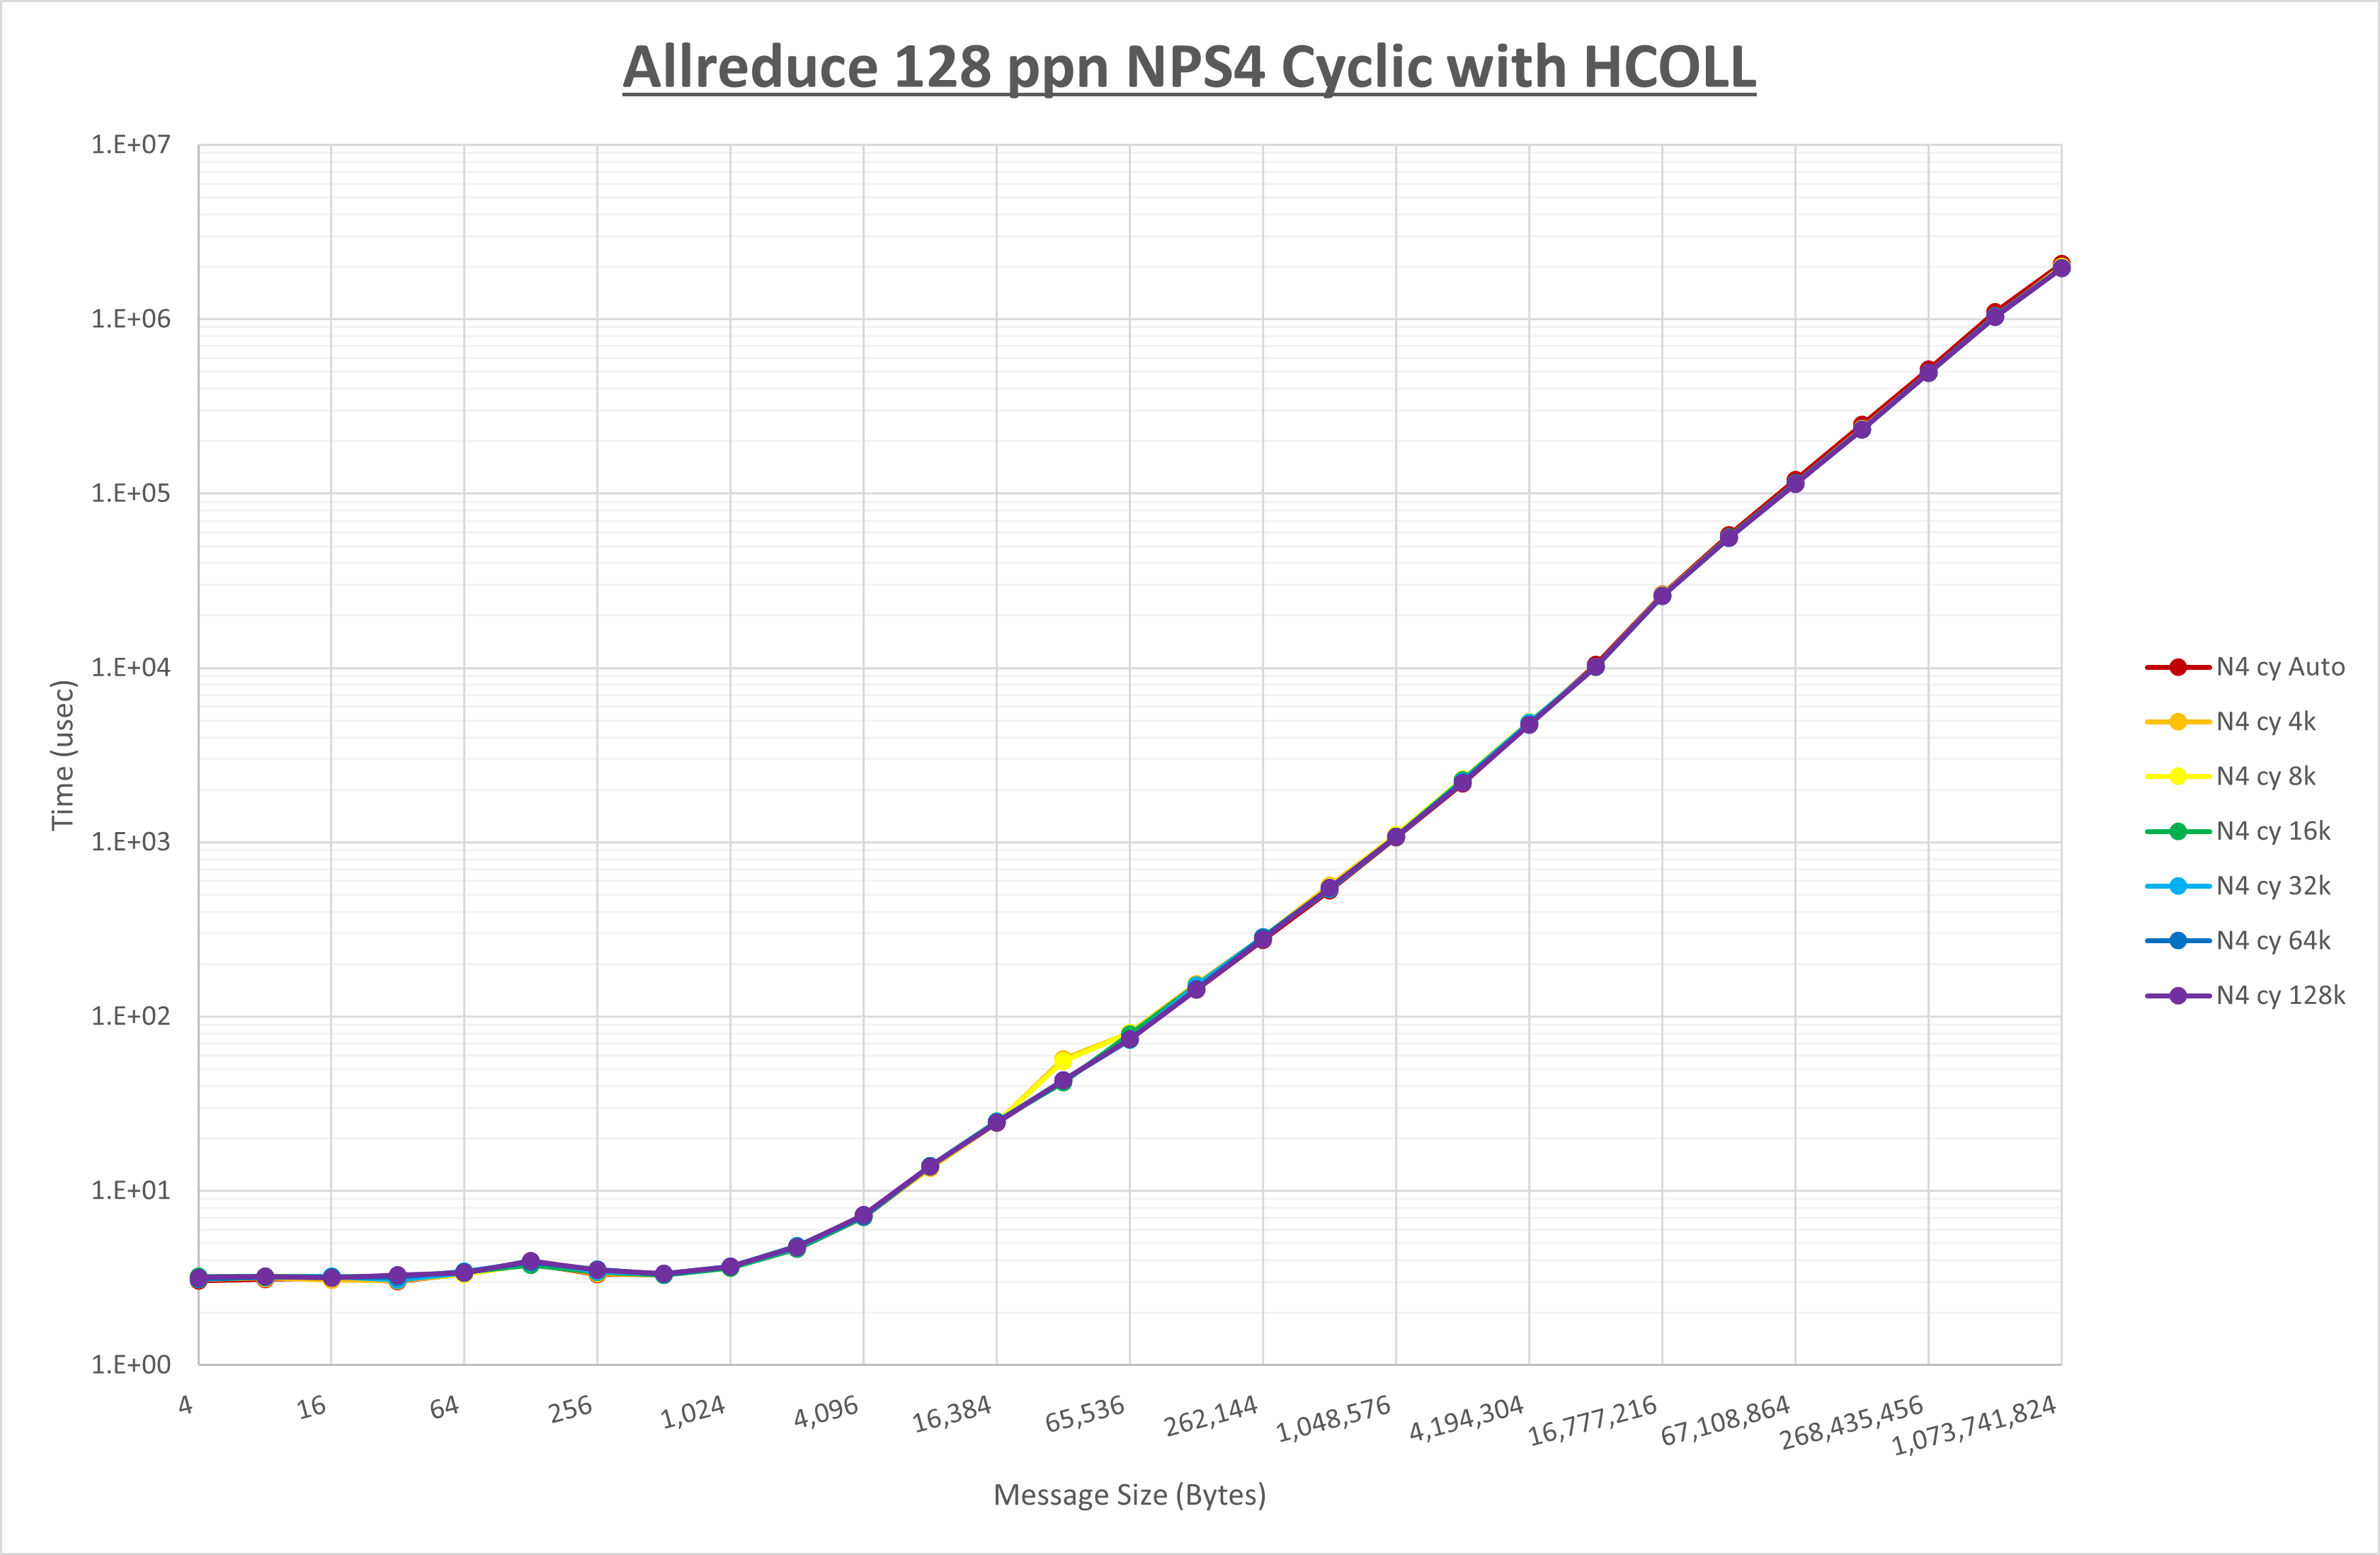 Allreduce 128 ppn NPS4 Cyclic with HCOLL
1.E+07
1.E+06
1.E+05
1.E+04
1.E+03
1.E+02
1.E+01
1.E+00
Time (usec)
4
16
64
256
1,024
4,096
16,384
65,536
262,144
1,048,576
4,194,304
16,777,216
67,108,864
268,435,456
1,073,741,824
Message Size (Bytes)
N4 cy Auto
N4 cy 4k
N4 cy 8k
N4 cy 16k
N4 cy 32k
N4 cy 64k
N4 cy 128k